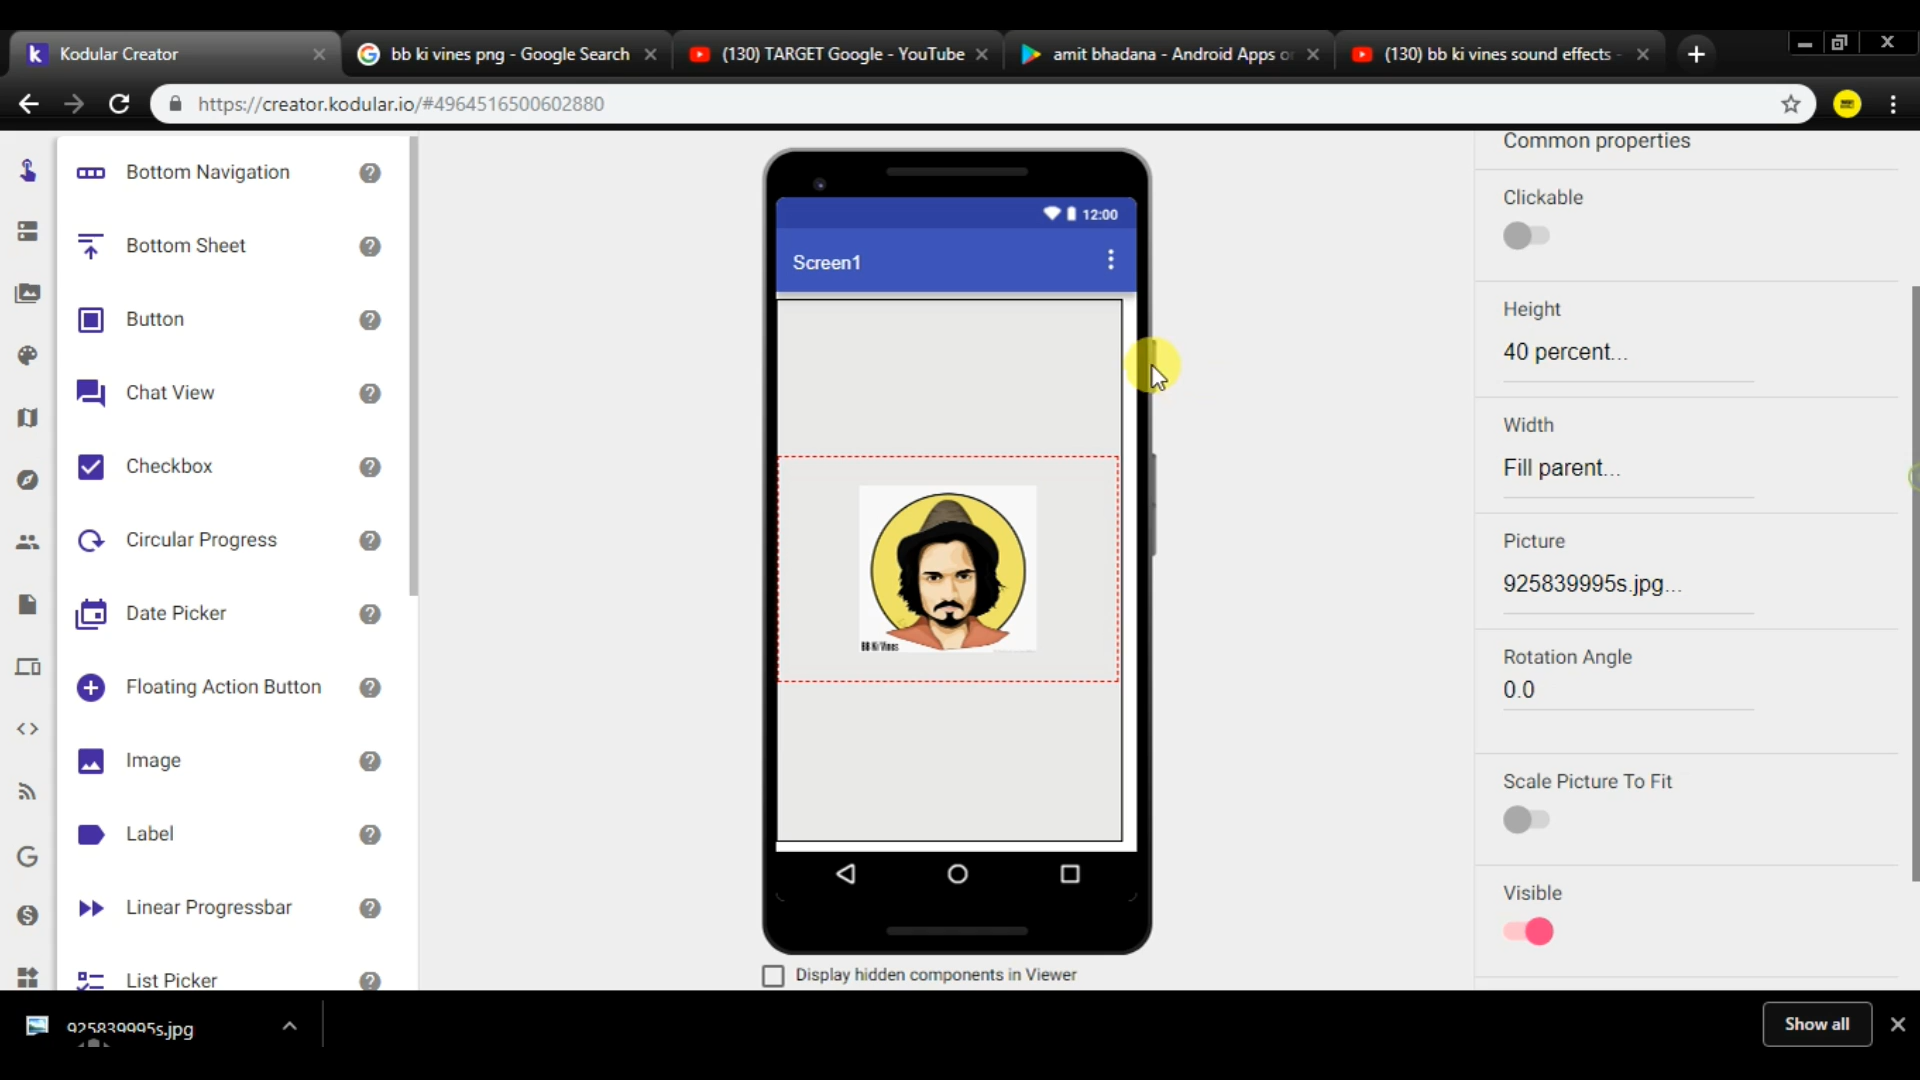 Kodular Creator
bb ki vines png - Google Search
(130) TARGET Google - YouTube
amit bhadana - Android Apps or
(130) bb ki vines sound effects -
https://creator.kodular.io/#4964516500602880
Bottom Navigation
Bottom Sheet
Button
Chat View
Checkbox
Circular Progress
Date Picker
Floating Action Button
Image
Label
Linear Progressbar
List Picker
12:00
Screen1
BB Ki Vines
Display hidden components in Viewer
Common properties
Clickable
Height
40 percent...
Width
Fill parent...
Picture
925839995s.jpg...
Rotation Angle
0.0
Scale Picture To Fit
Visible
925839995s.jpg
Show all